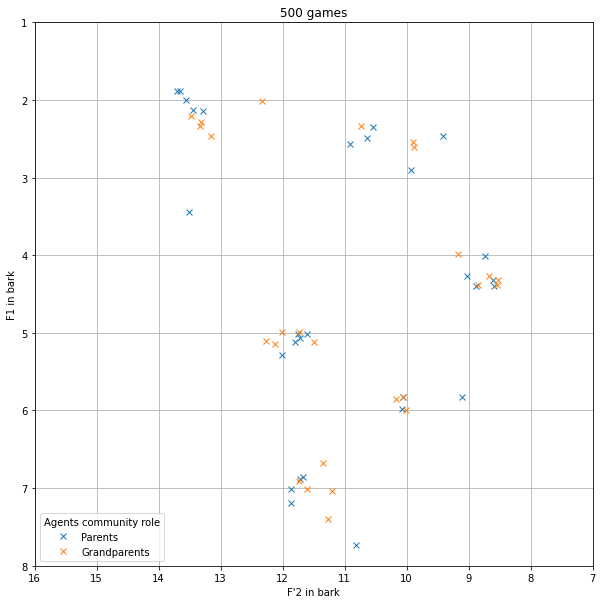 500 games
1
2
3
4
5
6
7
8
F1 in bark
Agents community role
Parents
Grandparents
16 15 14 13 12 11 10 9 8 7
F'2 in bark